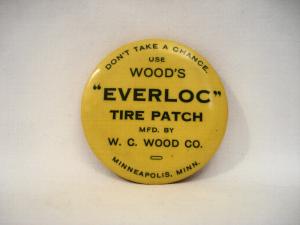 DON'T TAKE A CHANCE.
USE
WOOD'S
"EVERLOC"
TIRE PATCH
MFD. BY
W. C. WOOD CO.
MINNEAPOLIS, MINN.